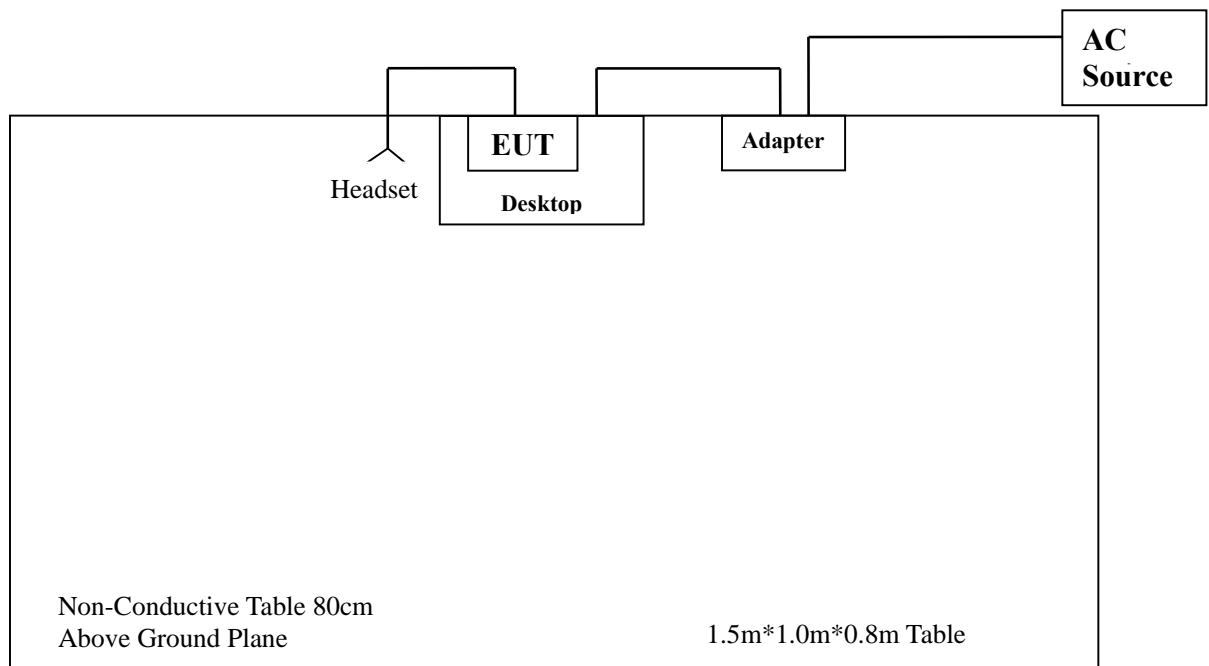 AC
Source
EUT
Adapter
Headset
Desktop
Non-Conductive Table 80cm
Above Ground Plane
1.5m*1.0m*0.8m Table